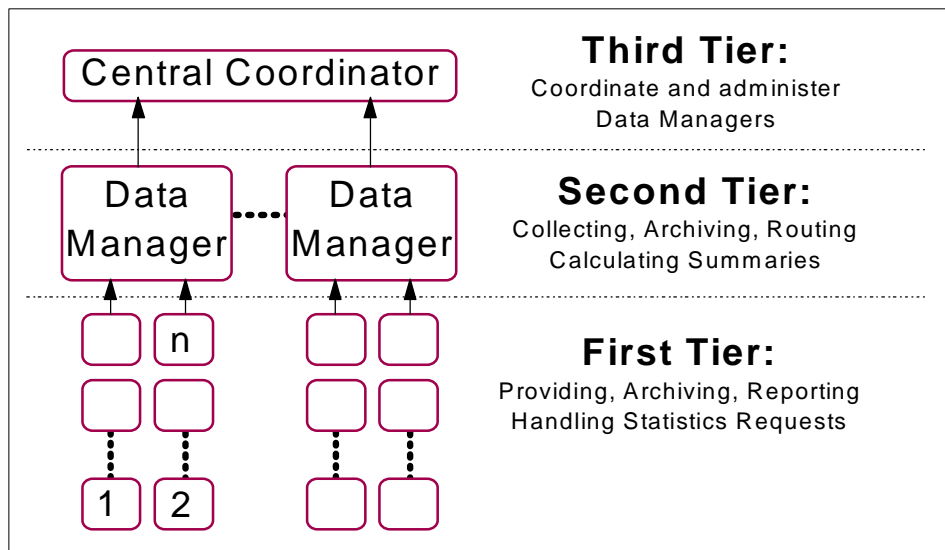 Central Coordinator
Third Tier:
Coordinate and administer
Data Managers
Data
Manager
Data
Manager
Second Tier:
Collecting, Archiving, Routing
Calculating Summaries
n
1
2
First Tier:
Providing, Archiving, Reporting
Handling Statistics Requests